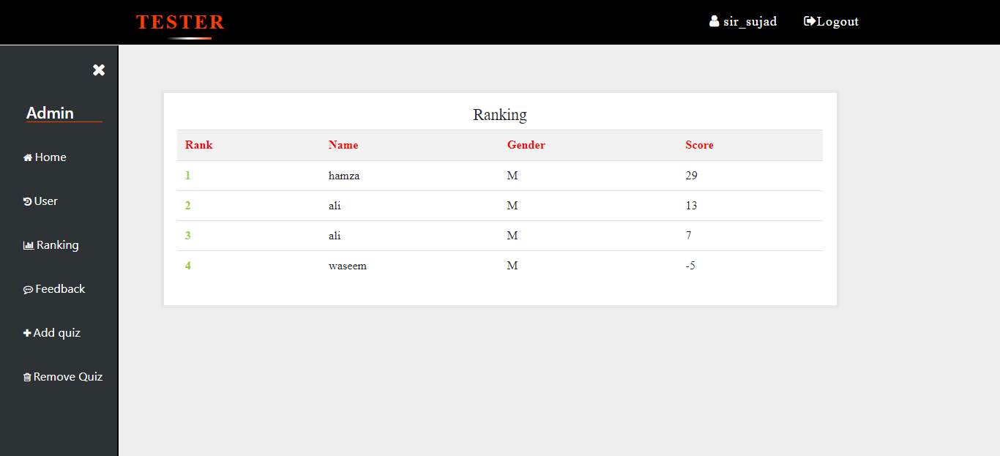 TESTER
sir_sujad Logout
Admin
Home
User
Ranking
Feedback
Add quiz
Remove Quiz
Ranking
Rank Name Gender Score
1 hamza M 29
2 ali M 13
3 ali M 7
4 waseem M -5